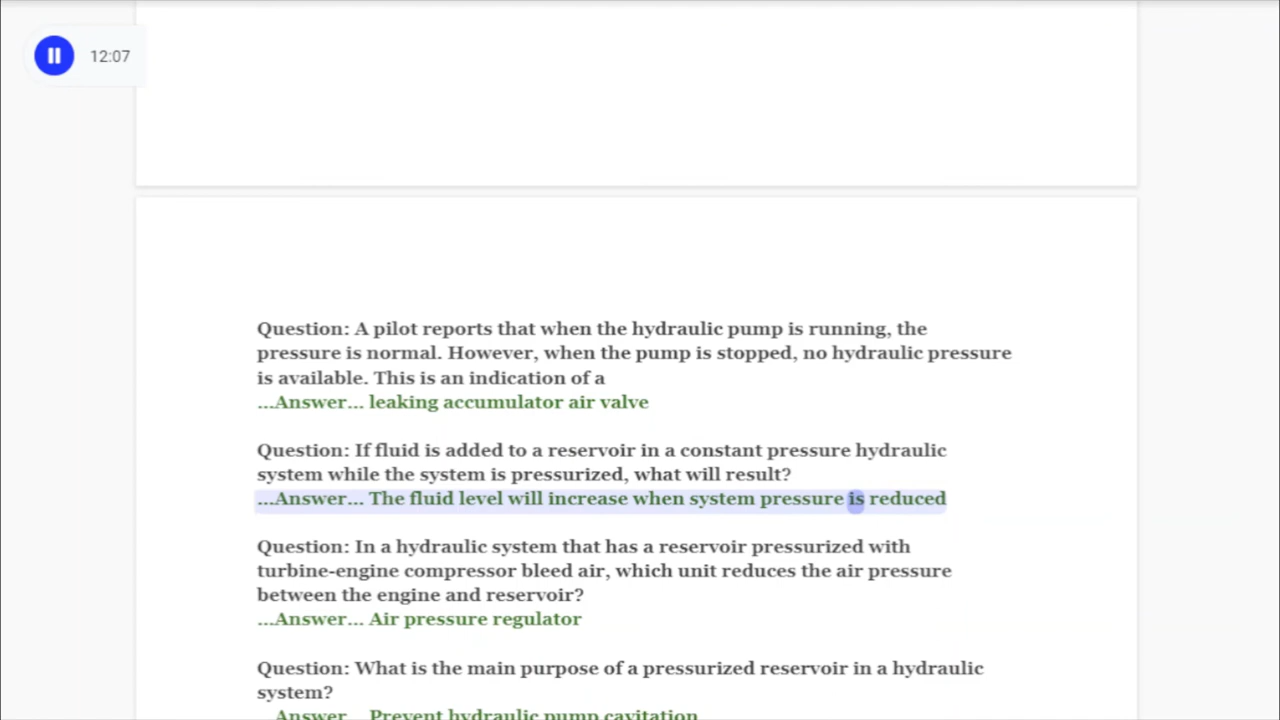 12:07
Question: A pilot reports that when the hydraulic pump is running, the
pressure is normal. However, when the pump is stopped, no hydraulic pressure
is available. This is an indication of a
...Answer... leaking accumulator air valve
Question: If fluid is added to a reservoir in a constant pressure hydraulic
system while the system is pressurized, what will result?
...Answer... The fluid level will increase when system pressure is reduced
Question: In a hydraulic system that has a reservoir pressurized with
turbine-engine compressor bleed air, which unit reduces the air pressure
between the engine and reservoir?
...Answer... Air pressure regulator
Question: What is the main purpose of a pressurized reservoir in a hydraulic
system?
...Answer... Prevent hydraulic pump cavitation